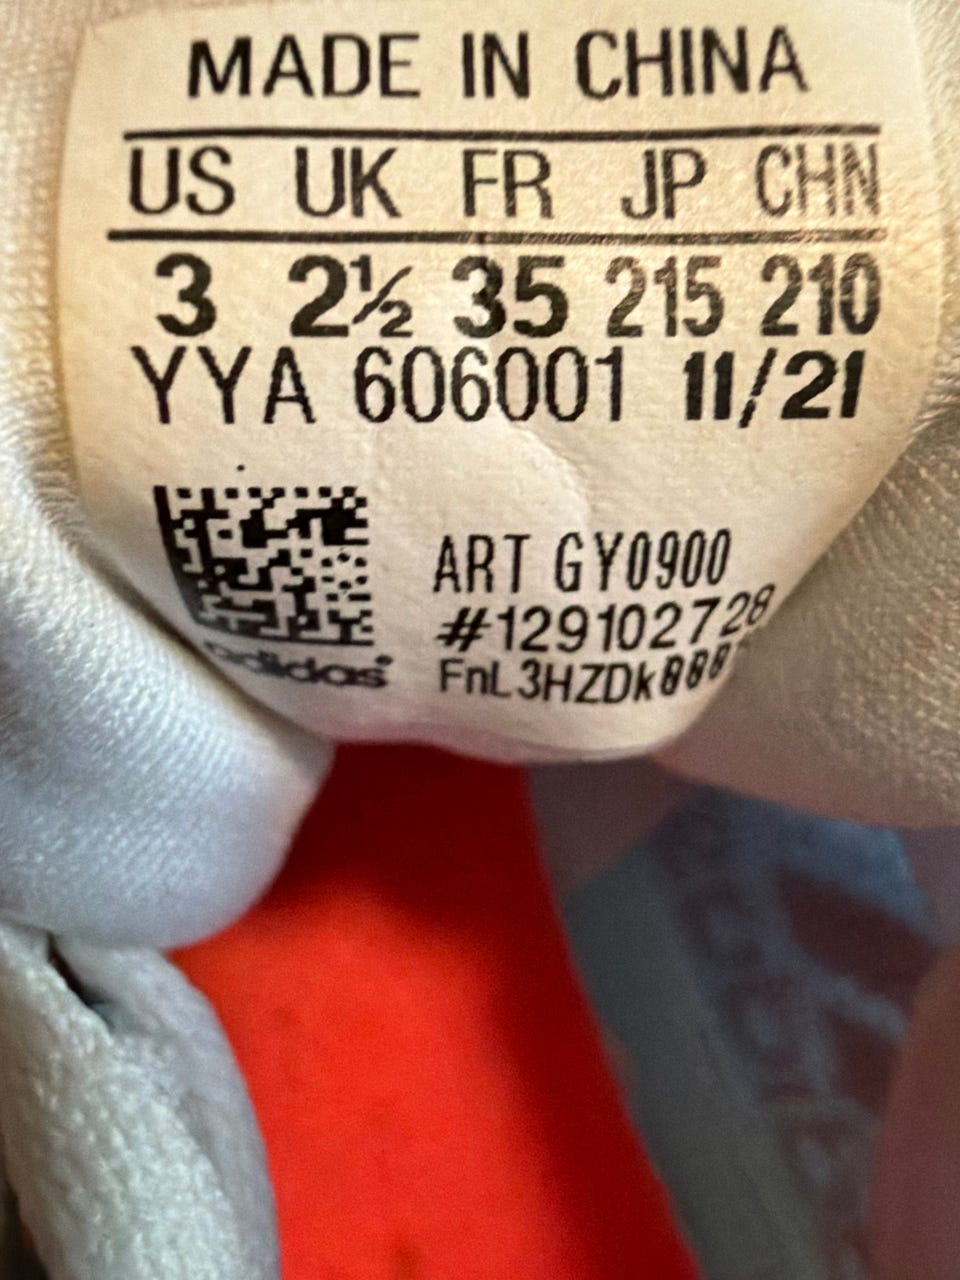 MADE IN CHINA
US UK FR JP CHN
3 2½ 35 215 210
YYA 606001 11/21
ART GY0900
#129102728
adidas